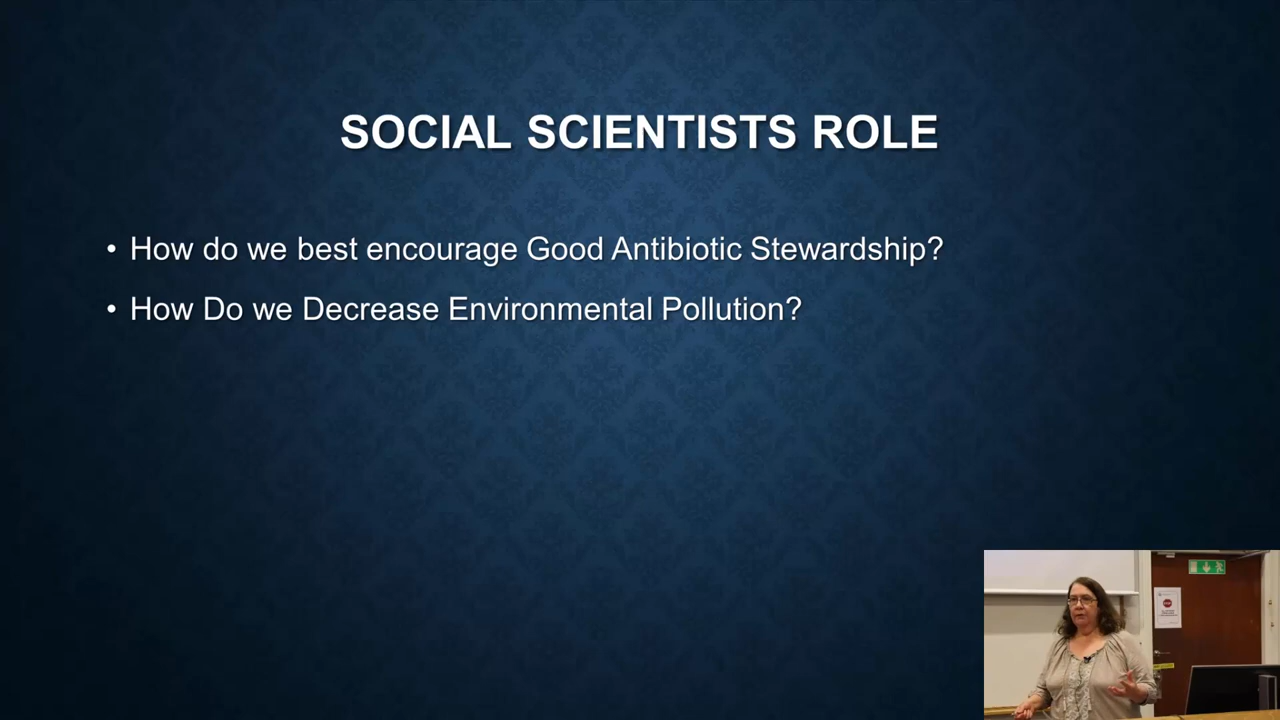 SOCIAL SCIENTISTS ROLE
• How do we best encourage Good Antibiotic Stewardship?
• How Do we Decrease Environmental Pollution?